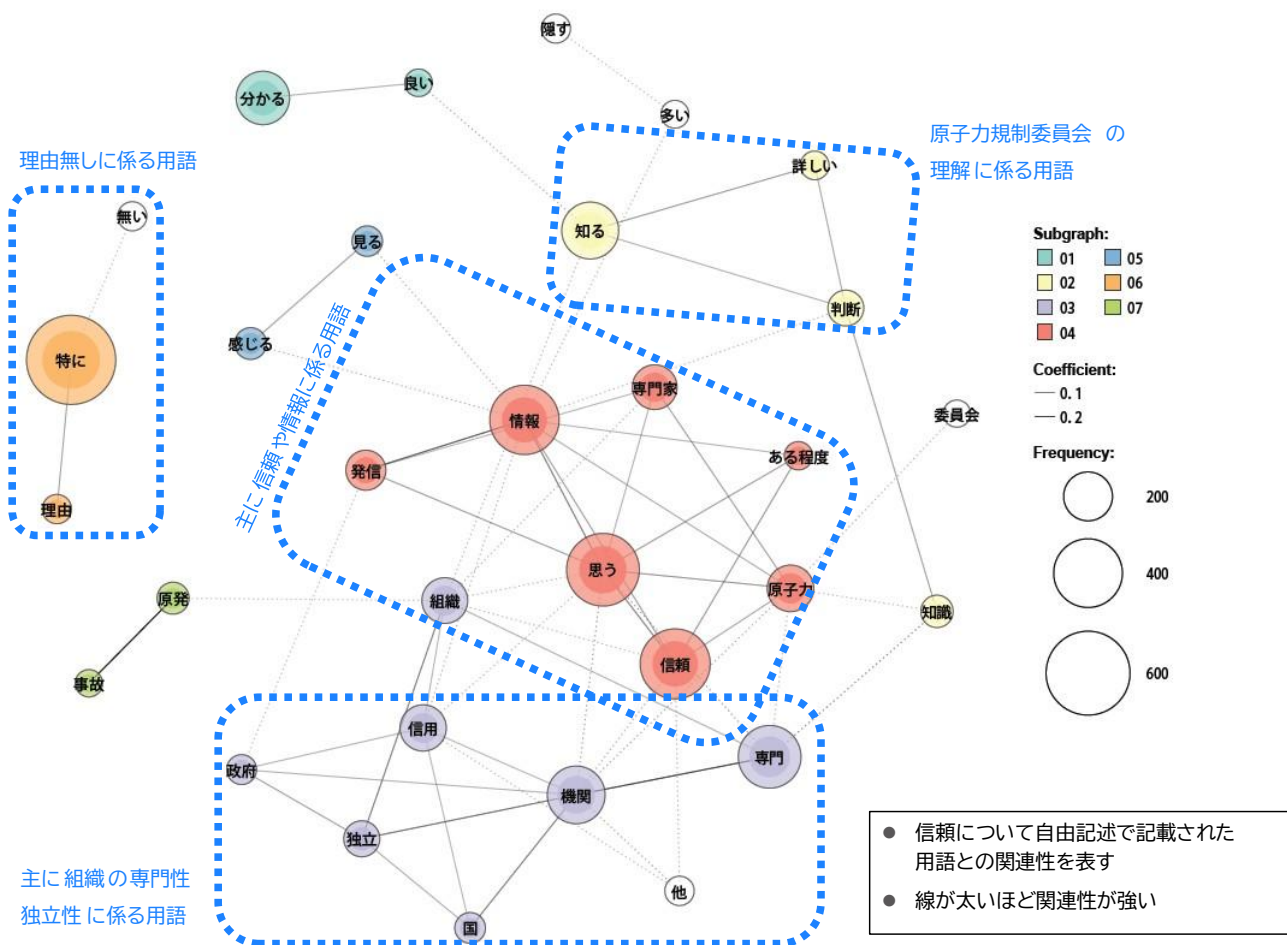 隠す
分かる
良い
多い
理由無しに係る用語
原子力規制委員会 の
理解に係る用語
詳しい
無い
知る
見る
Subgraph:
01
05
02
06
03
07
04
判断
感じる
特に
主に 信頼や情報に係る用語
Coefficient:
0. 1
0. 2
専門家
情報
委員会
発信
ある程度
Frequency:
200
400
600
理由
思う
原子力
原発
組織
知識
信頼
事故
信用
専門
政府
機関
独立
他
国
主に 組織の専門性
独立性 に係る用語
● 信頼について自由記述で記載された
用語との関連性を表す
● 線が太いほど関連性が強い